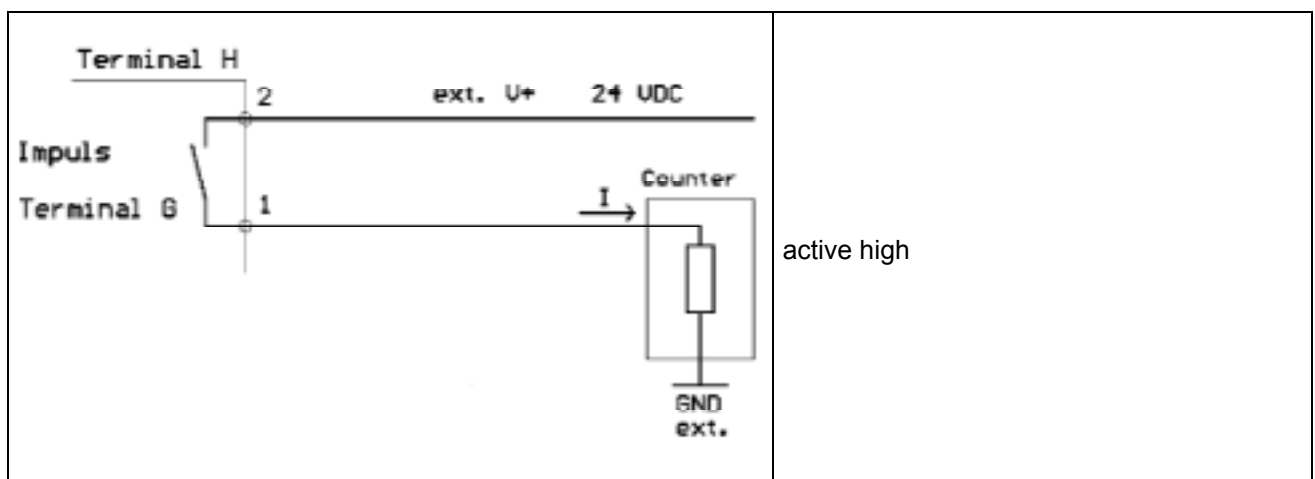 Terminal H
2
ext. V+ 24 VDC
Impuls
Counter
Terminal G
1
I
active high
GND
ext.